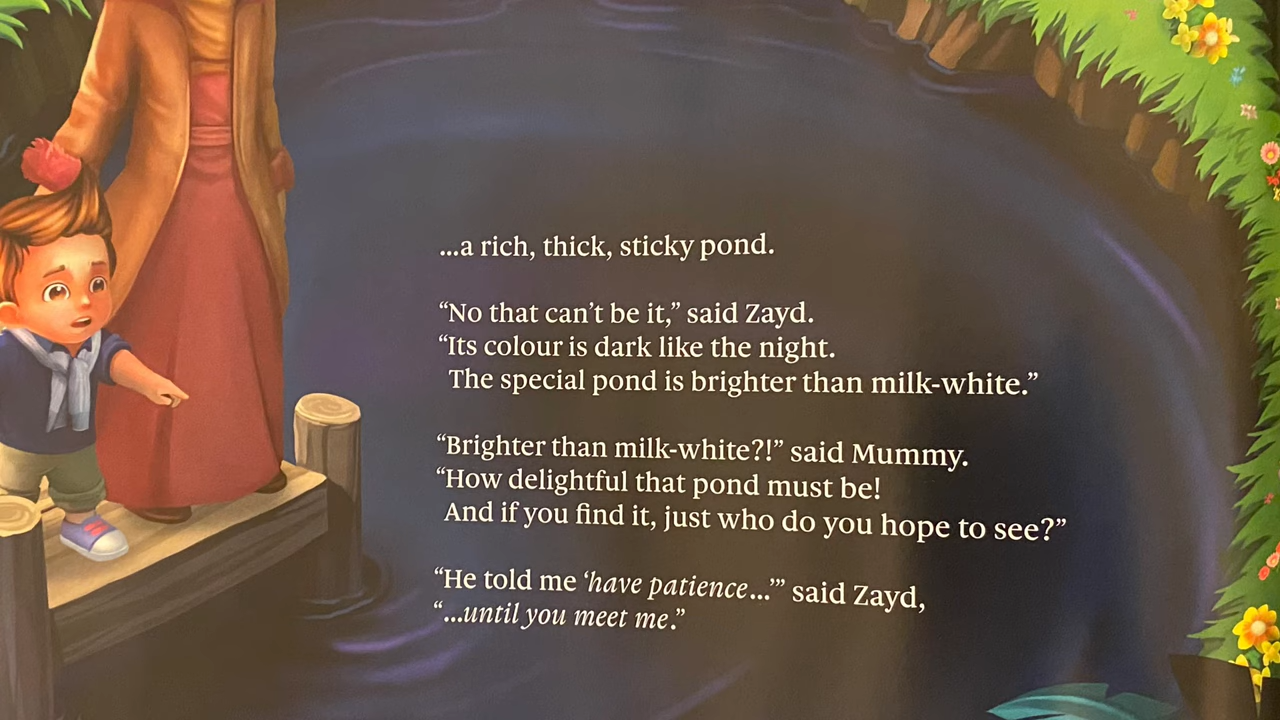 ...a rich, thick, sticky pond.
“No that can’t be it,” said Zayd.
“Its colour is dark like the night.
The special pond is brighter than milk-white.”
“Brighter than milk-white?!” said Mummy.
“How delightful that pond must be!
And if you find it, just who do you hope to see?”
“He told me ‘have patience...’” said Zayd,
“...until you meet me.”